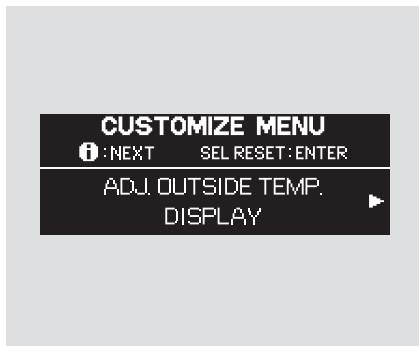 CUSTOMIZE MENU
i :NEXT SEL RESET:ENTER
ADJ. OUTSIDE TEMP.
DISPLAY